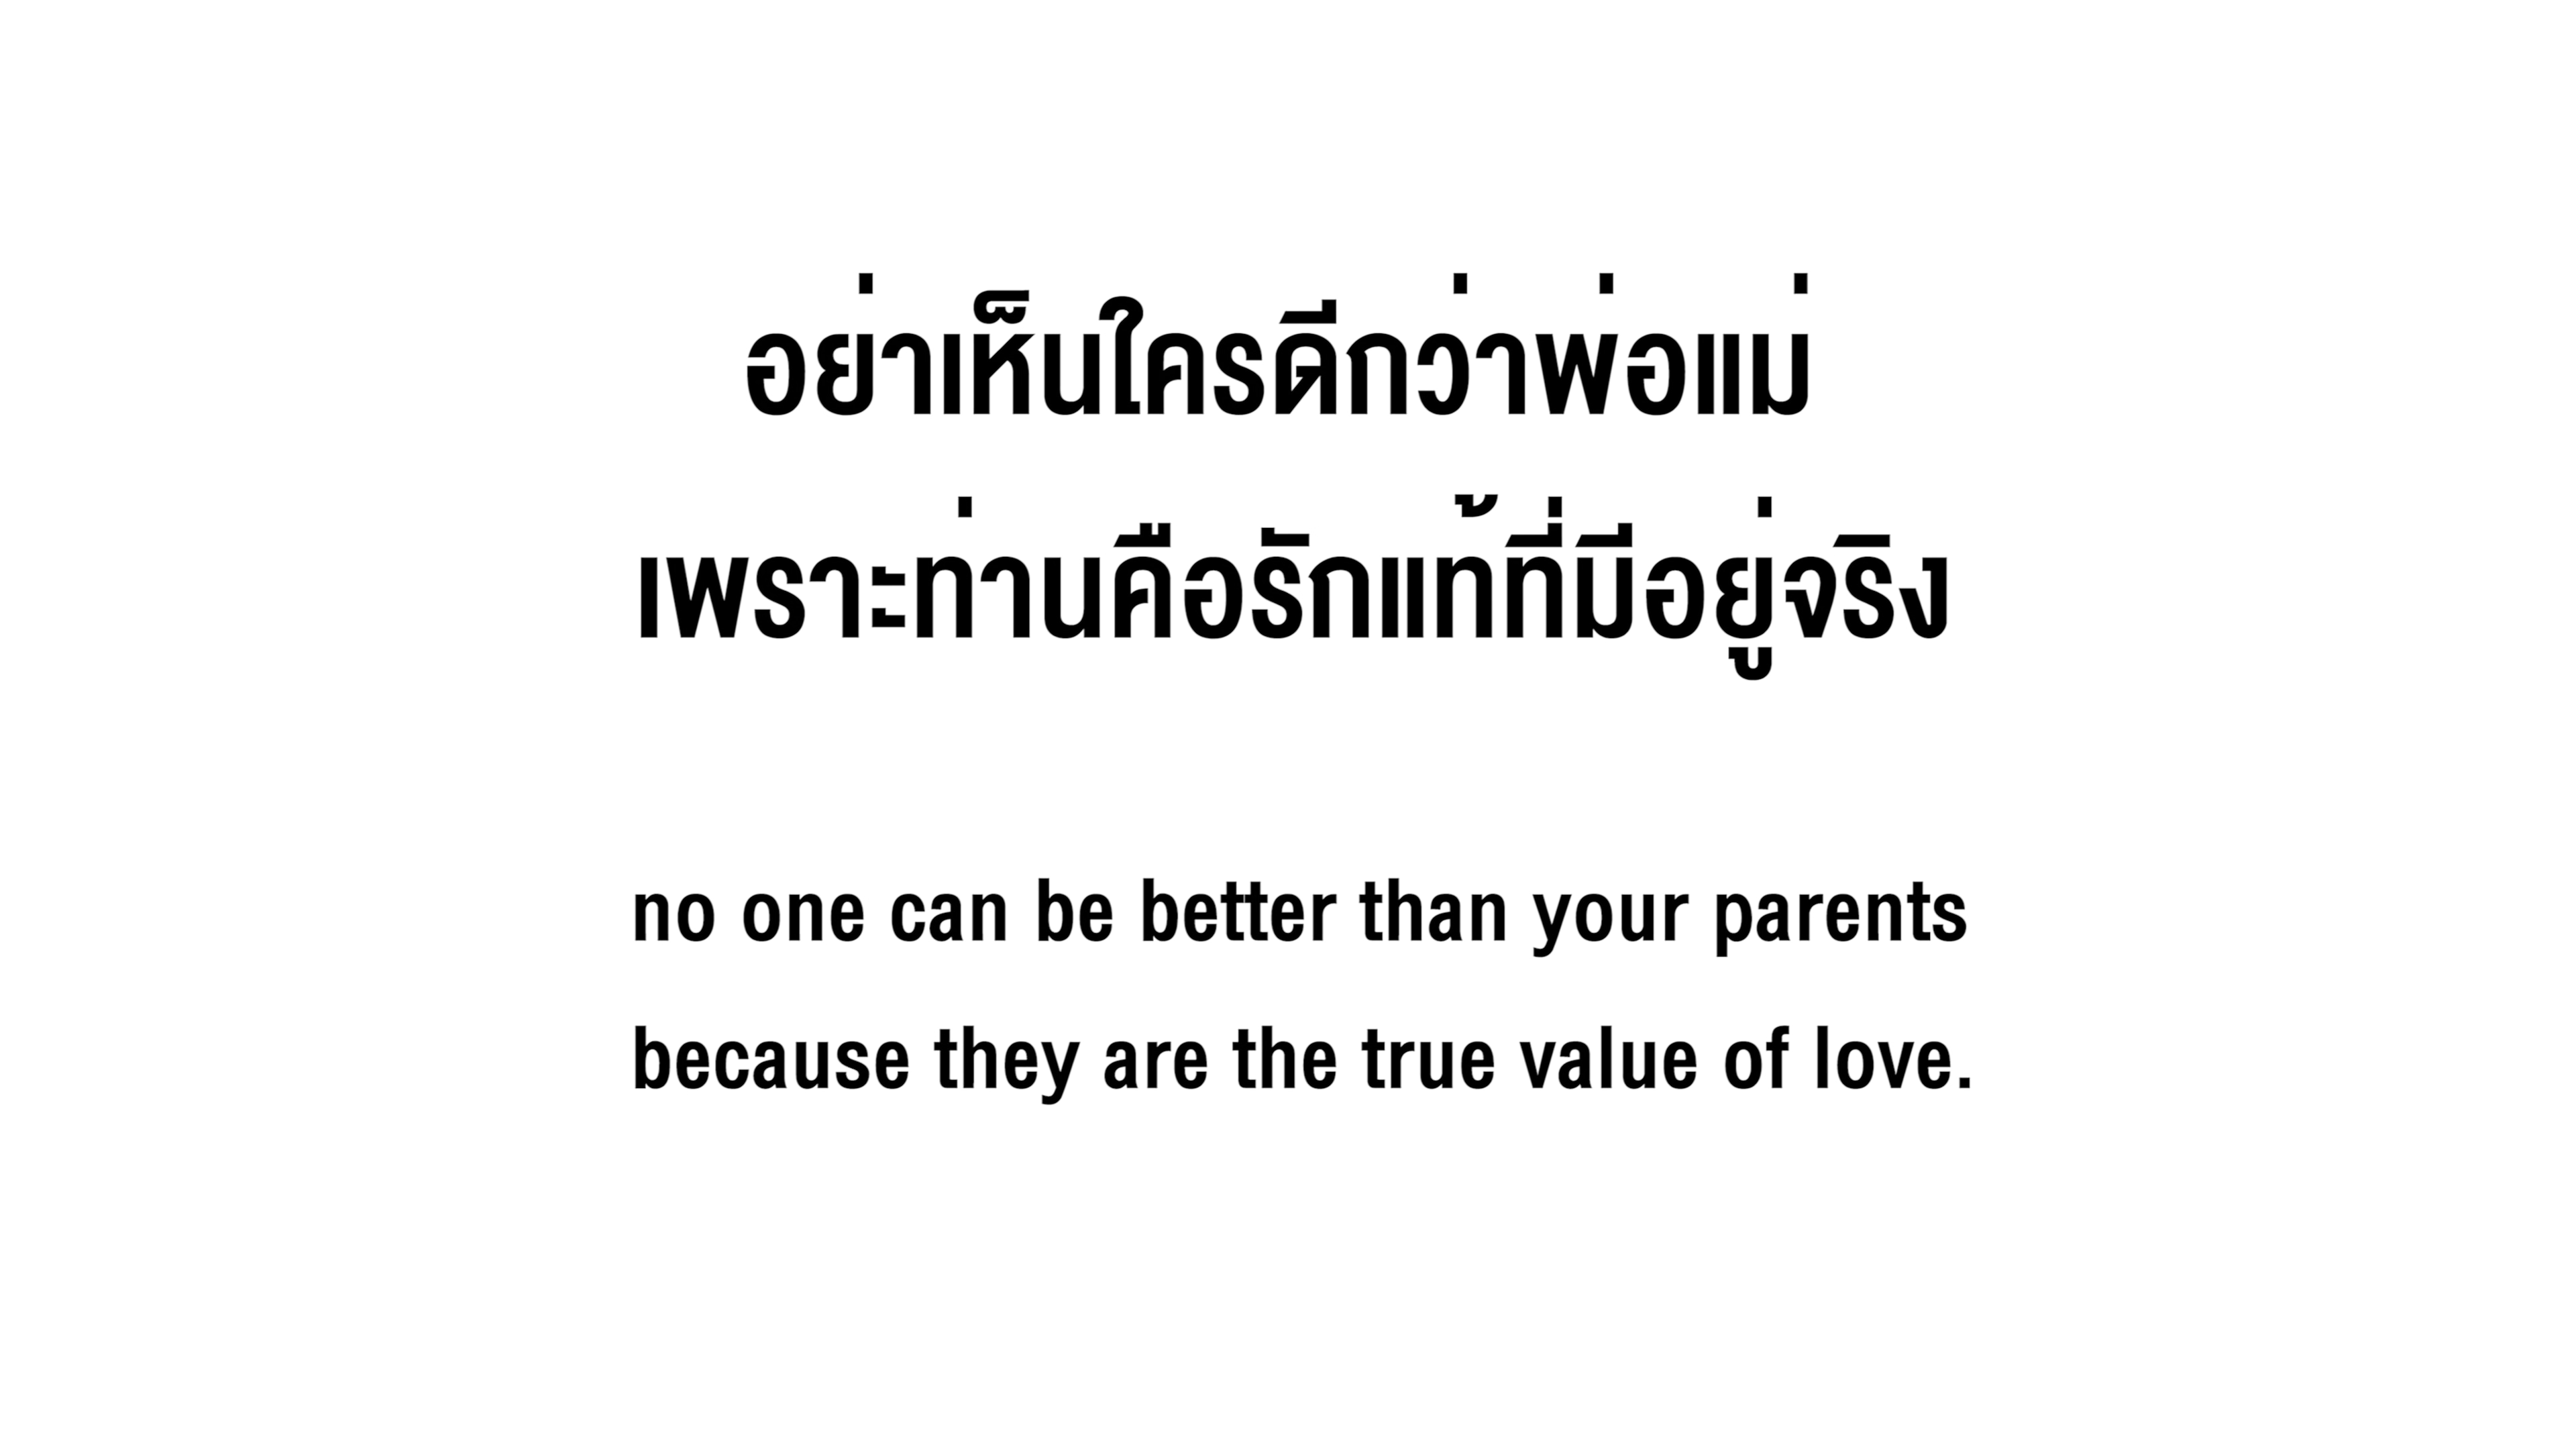 อย่าเห็นใครดีกว่าพ่อแม่
เพราะท่านคือรักแท้ที่มีอยู่จริง
no one can be better than your parents
because they are the true value of love.